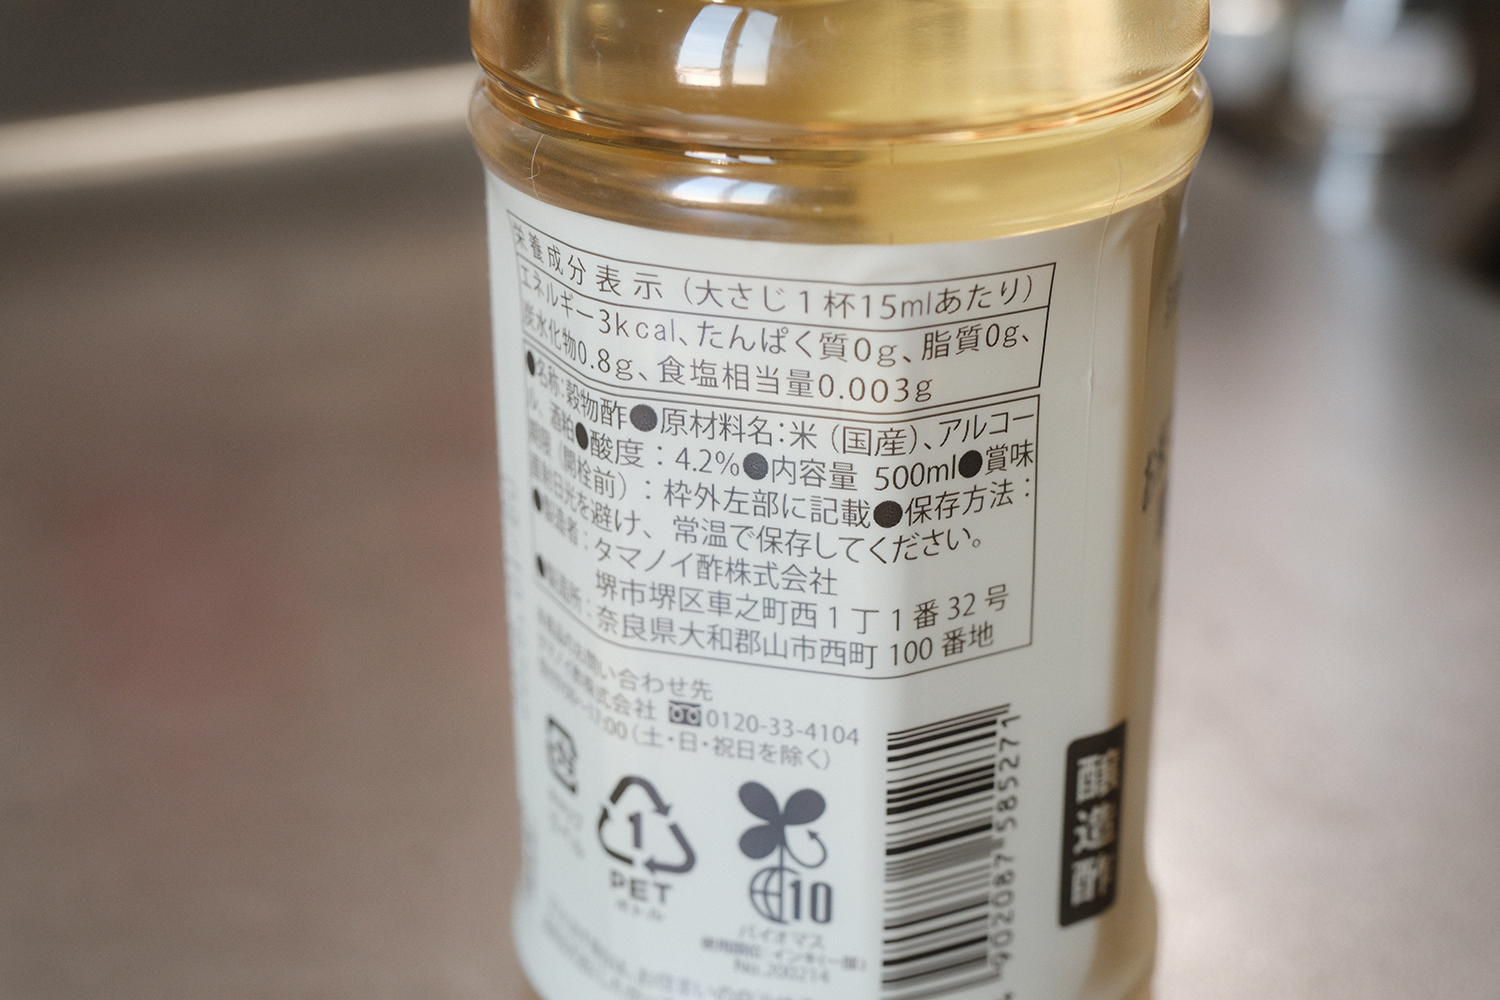 栄養成分表示（大さじ１杯15mlあたり）
エネルギー3kcal、たんぱく質0g、脂質0g、
炭水化物0.8g、食塩相当量0.003g
●名称：穀物酢●原材料名：米（国産）、アルコー
ル、酒粕●酸度：4.2%●内容量 500ml●賞味
期限（開栓前）：枠外左部に記載●保存方法：
直射日光を避け、常温で保存してください。
●製造者：タマノイ酢株式会社
堺市堺区車之町西１丁１番32号
●製造所：奈良県大和郡山市西町100番地
お問い合わせ先
タマノイ酢株式会社 0120-33-4104
17:00（土・日・祝日を除く）
1
PET
ボトル
10
バイオマス
No.200214
902087 585271
醸造酢